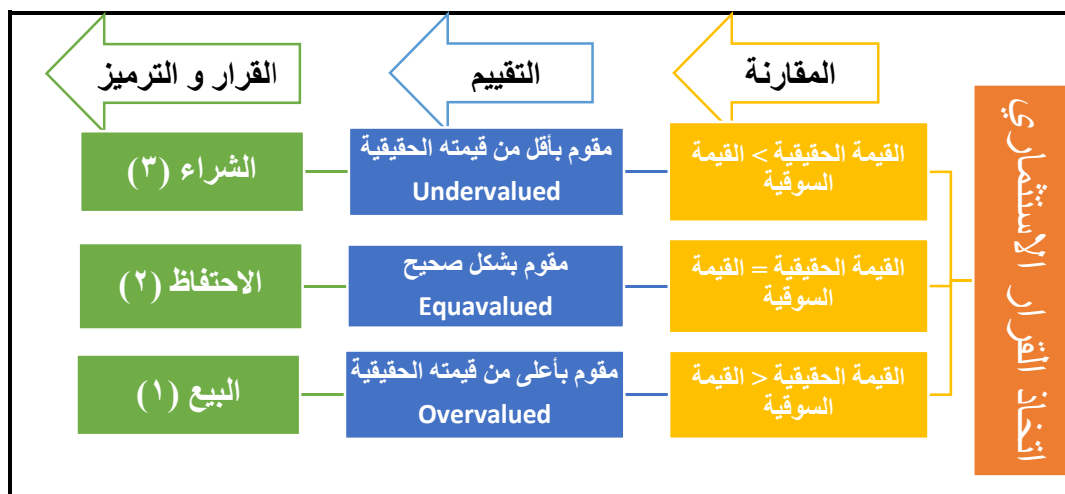 القرار و الترميز
التقييم
المقارنة
اتخاذ القرار الاستثماري
القيمة الحقيقية > القيمة
السوقية
مقوم بأقل من قيمته الحقيقية
Undervalued
الشراء (٣)
القيمة الحقيقية = القيمة
السوقية
مقوم بشكل صحيح
Equavalued
الاحتفاظ (٢)
القيمة الحقيقية < القيمة
السوقية
مقوم بأعلى من قيمته الحقيقية
Overvalued
البيع (١)